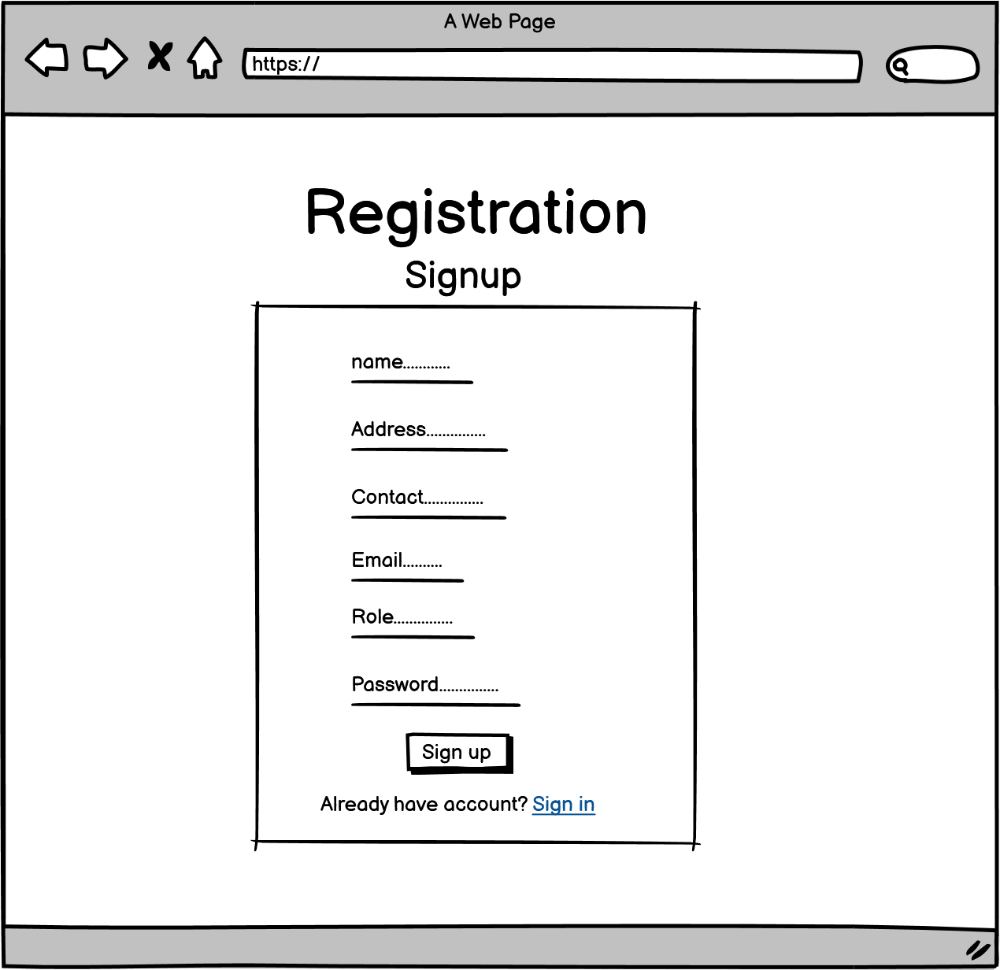 A Web Page
https://
Registration
Signup
name............
Address...............
Contact...............
Email..........
Role...............
Password...............
Sign up
Already have account? Sign in